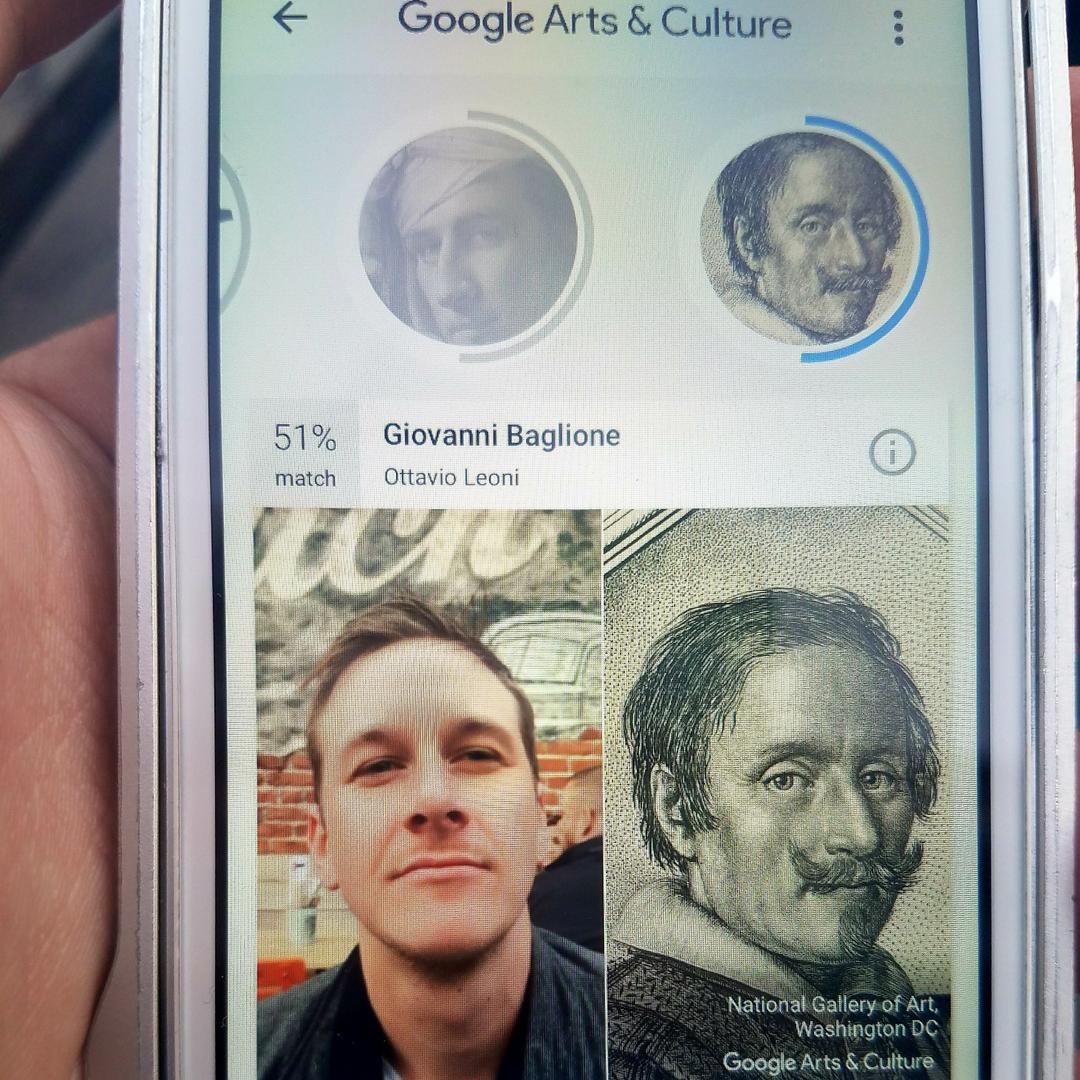 Google Arts & Culture
51%
match
Giovanni Baglione
Ottavio Leoni
National Gallery of Art,
Washington DC
Google Arts & Culture